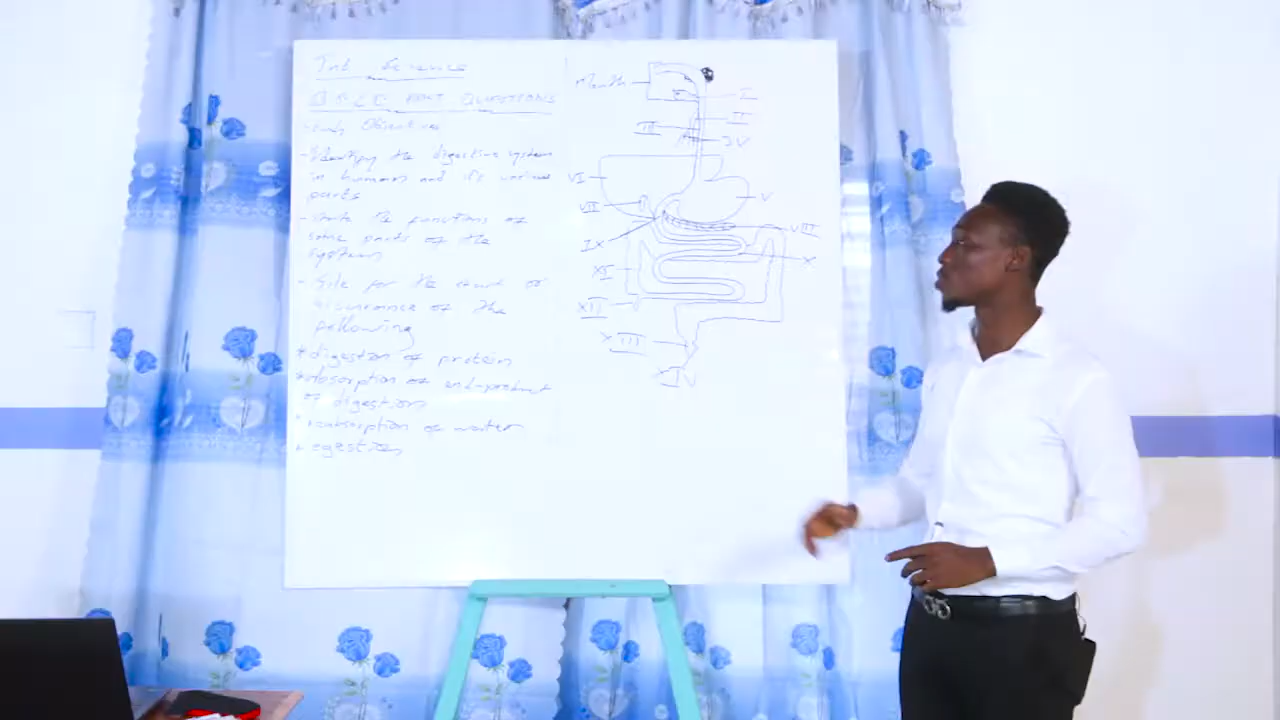 Int Science
B.E.C.E PAST QUESTIONS
Study Objectives
- Identify the digestive system
in humans and its various
parts
- State the functions of
some parts of the
system
- Site for the start or
occurrence of the
following
* digestion of protein
* absorption of end-product
of digestion
* absorption of water
* egestion
Mouth
I
II
III
IV
VI
V
VII
VIII
IX
X
XI
XII
XIII
XIV